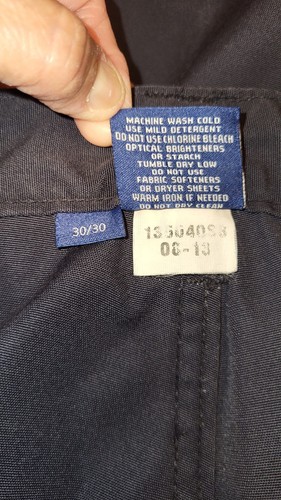 MACHINE WASH COLD
USE MILD DETERGENT
DO NOT USE CHLORINE BLEACH
OPTICAL BRIGHTENERS
OR STARCH
TUMBLE DRY LOW
DO NOT USE
FABRIC SOFTENERS
OR DRYER SHEETS
WARM IRON IF NEEDED
DO NOT DRY CLEAN
30/30
06-13